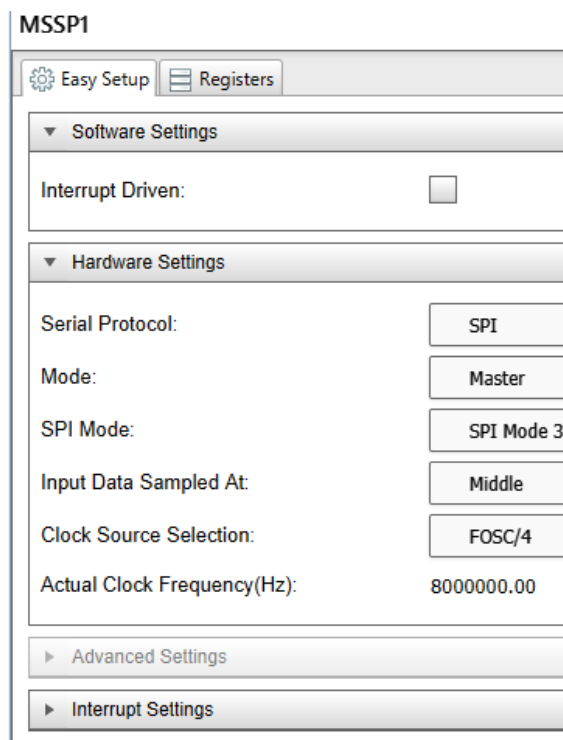 MSSP1
Easy Setup Registers
Software Settings
Interrupt Driven:
Hardware Settings
Serial Protocol: SPI
Mode: Master
SPI Mode: SPI Mode 3
Input Data Sampled At: Middle
Clock Source Selection: FOSC/4
Actual Clock Frequency(Hz): 8000000.00
Advanced Settings
Interrupt Settings